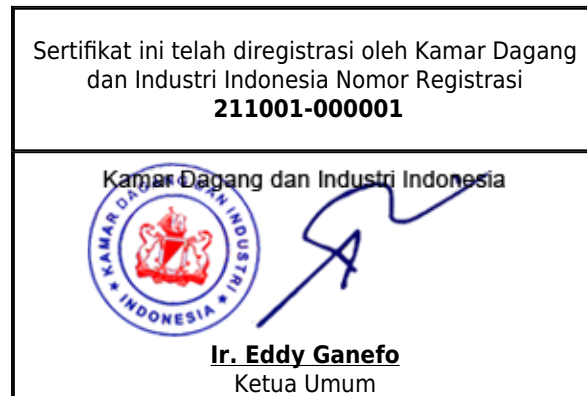 Sertifikat ini telah diregistrasi oleh Kamar Dagang
dan Industri Indonesia Nomor Registrasi
211001-000001
Kamar Dagang dan Industri Indonesia
KAMAR DAGANG DAN INDUSTRI
* INDONESIA *
Ir. Eddy Ganefo
Ketua Umum